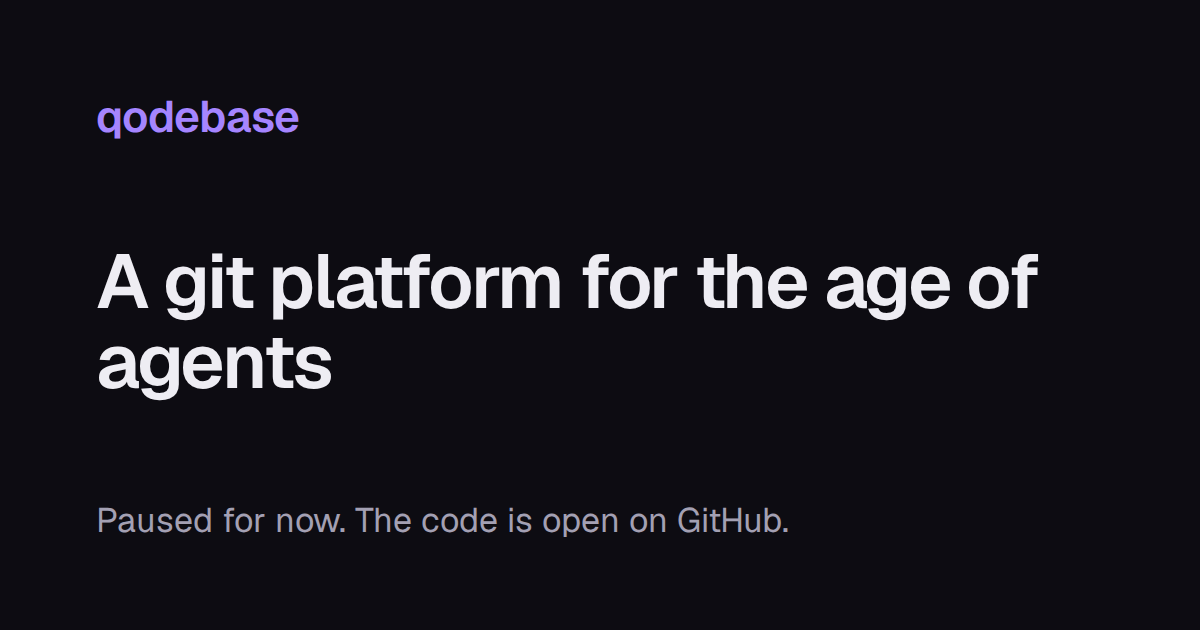 qodebase
A git platform for the age of
agents
Paused for now. The code is open on GitHub.